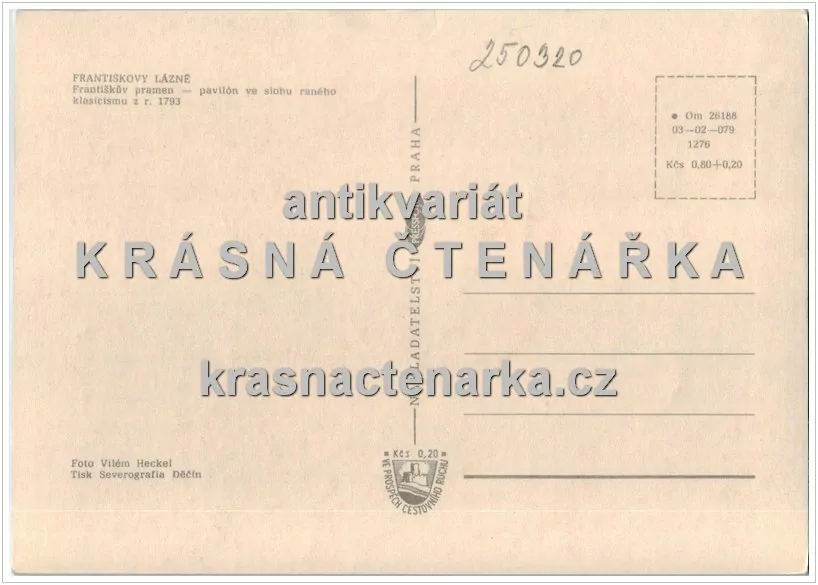 250320
FRANTIŠKOVY LÁZNĚ
Františkův pramen — pavilón ve slohu raného
klasicismu z r. 1793
● Om 26188
03—02—079
1276
Kčs 0,80+0,20
NAKLADATELSTVÍ PRESSFOTO PRAHA
antikvariát
KRÁSNÁ ČTENÁŘKA
krasnactenarka.cz
Foto Vilém Heckel
Tisk Severografia Děčín
Kčs 0,20
VE PROSPĚCH CESTOVNÍHO RUCHU